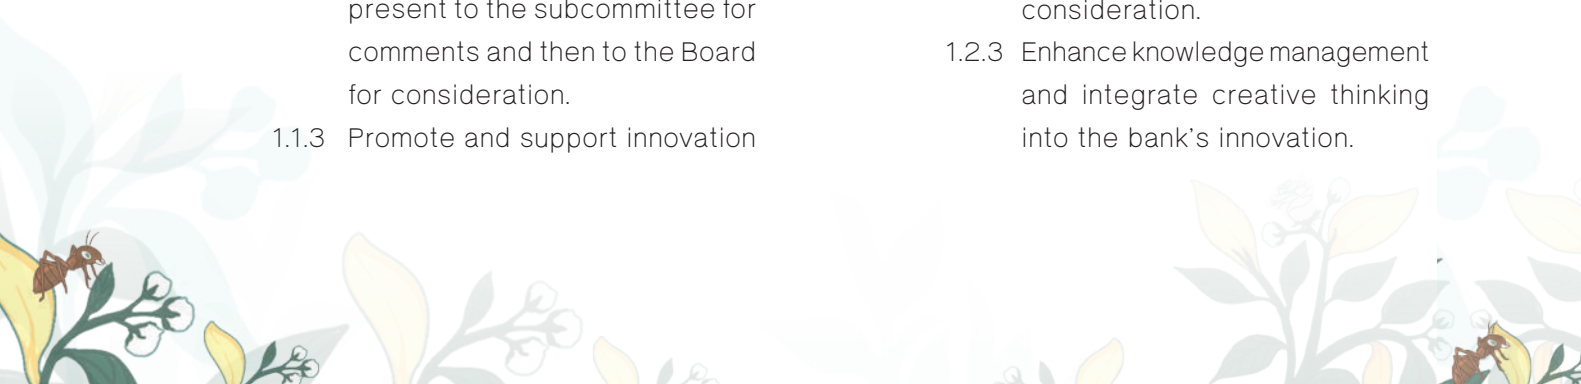 present to the subcommittee for
comments and then to the Board
for consideration.
1.1.3 Promote and support innovation
consideration.
1.2.3 Enhance knowledge management
and integrate creative thinking
into the bank's innovation.